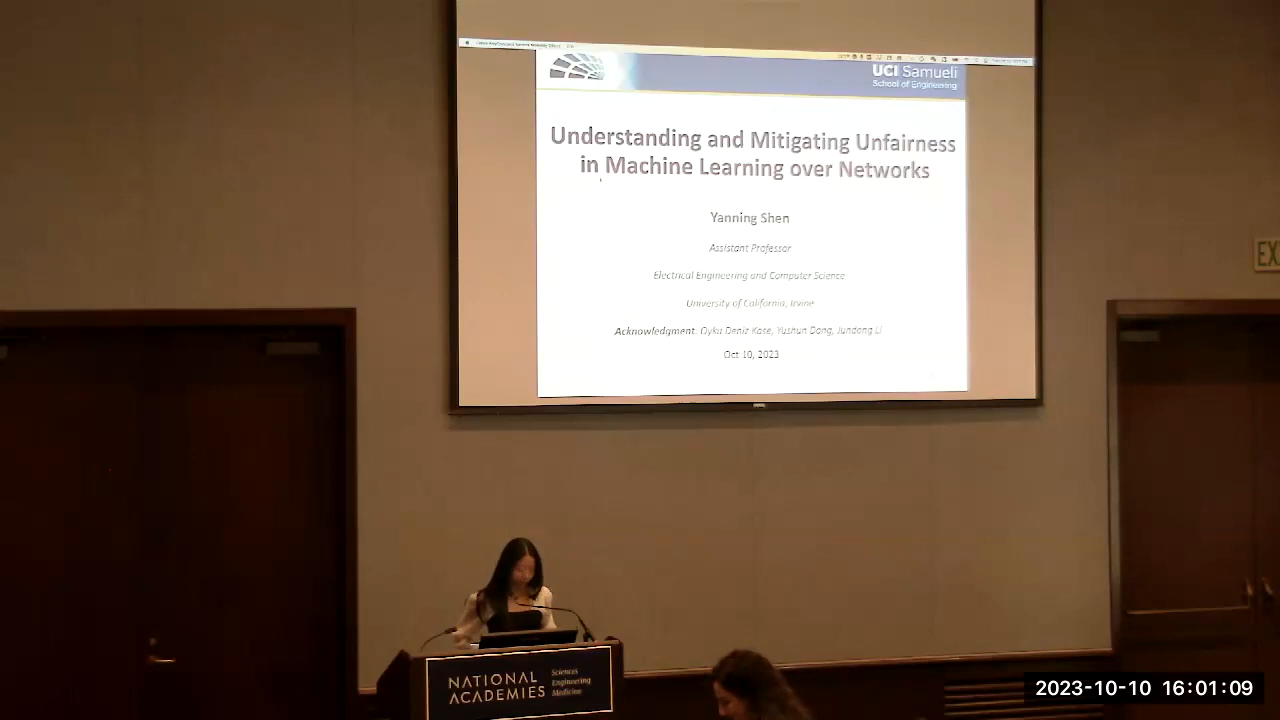 UCI Samueli
School of Engineering
Understanding and Mitigating Unfairness
in Machine Learning over Networks
Yanning Shen
Assistant Professor
Electrical Engineering and Computer Science
University of California, Irvine
Acknowledgment: Oyku Deniz Kose, Yushun Dong, Jundong Li
Oct 10, 2023
EX
NATIONAL
ACADEMIES
Sciences
Engineering
Medicine
2023-10-10 16:01:09